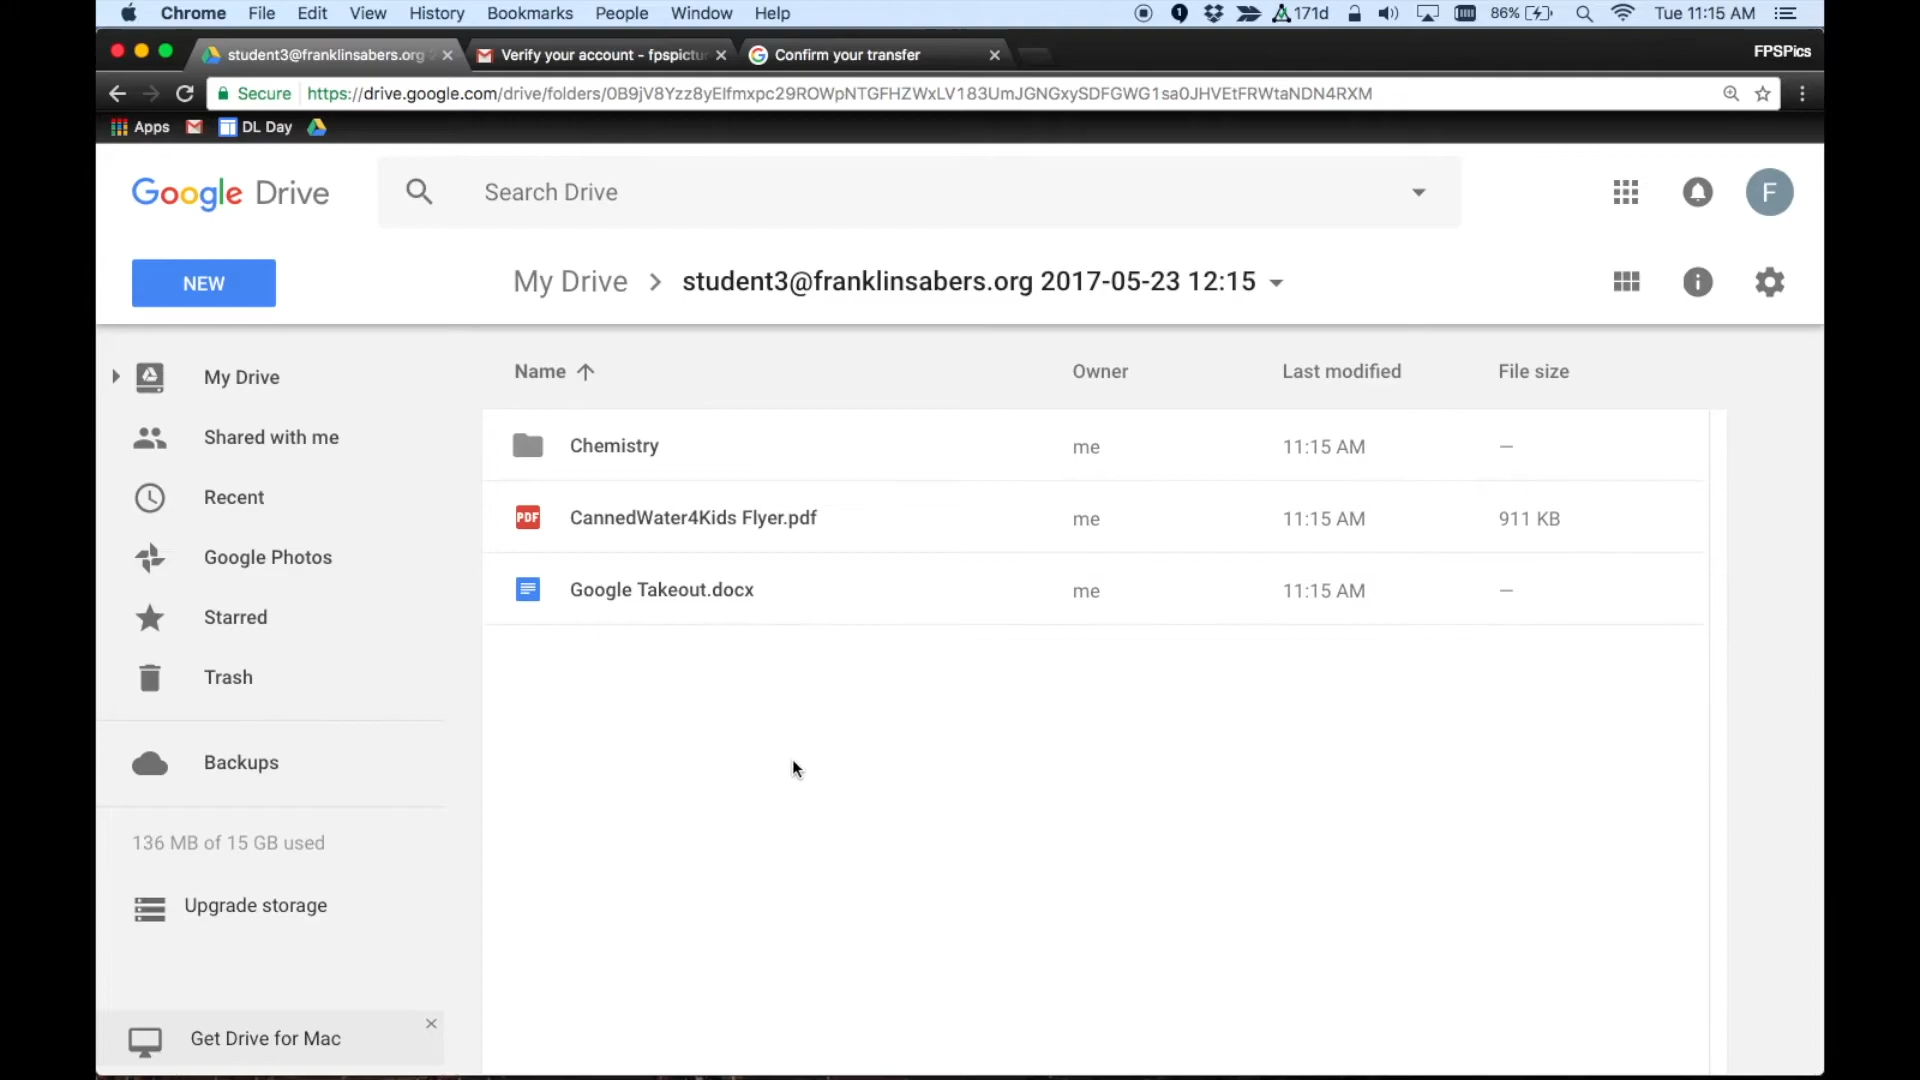 Chrome File Edit View History Bookmarks People Window Help 1 171d 86% Tue 11:15 AM
student3@franklinsabers.org Verify your account - fpspictu Confirm your transfer FPSPics
Secure https://drive.google.com/drive/folders/0B9jV8Yzz8yElfmxpc29ROWpNTGFHZWxLV183UmJGNGxySDFGWG1sa0JHVEtFRWtaNDN4RXM
Apps DL Day
Google Drive Search Drive F
NEW My Drive > student3@franklinsabers.org 2017-05-23 12:15
Name Owner Last modified File size
My Drive
Shared with me
Recent
Google Photos
Starred
Trash
Backups
136 MB of 15 GB used
Upgrade storage
Get Drive for Mac
Chemistry me 11:15 AM —
PDF CannedWater4Kids Flyer.pdf me 11:15 AM 911 KB
Google Takeout.docx me 11:15 AM —